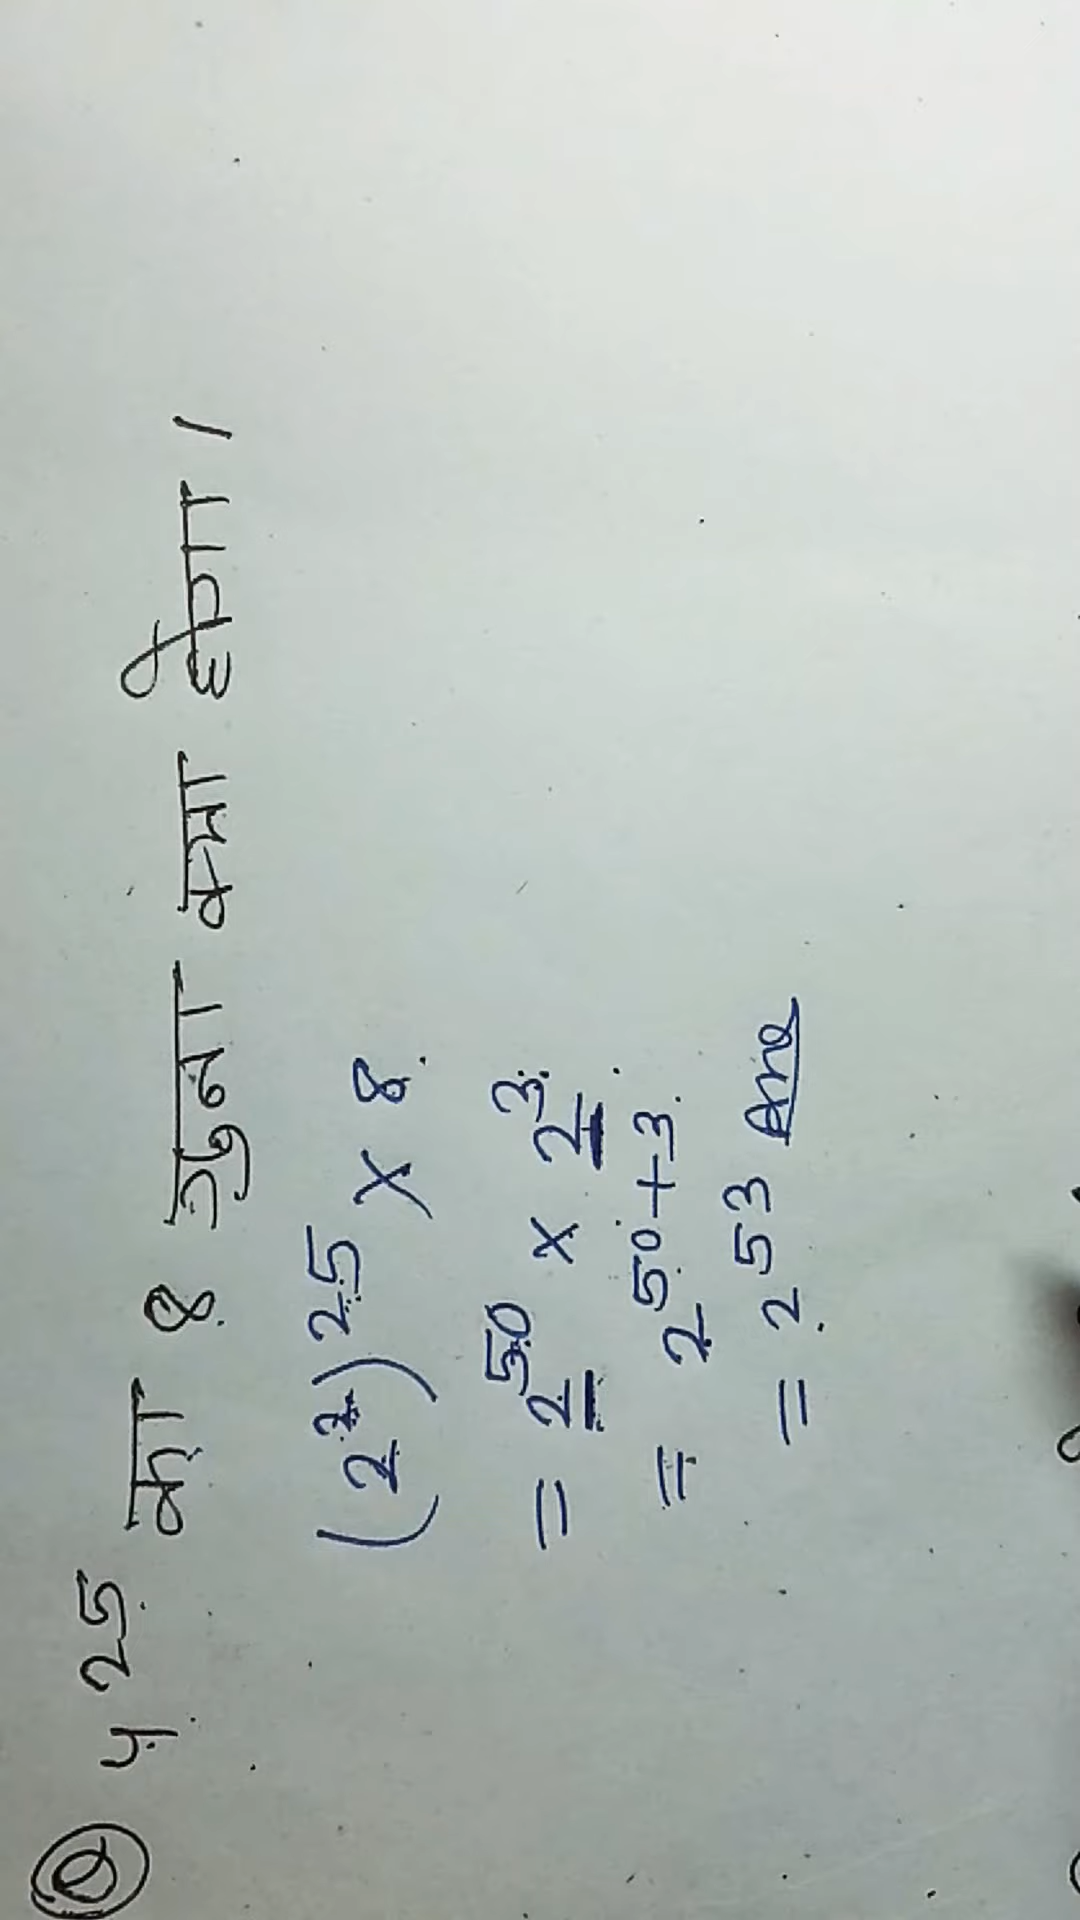 Q 4^25 का 8 गुना क्या होगा।
(2^2)^25 × 8
= 2^50 × 2^3
= 2^50+3
= 2^53 Ans